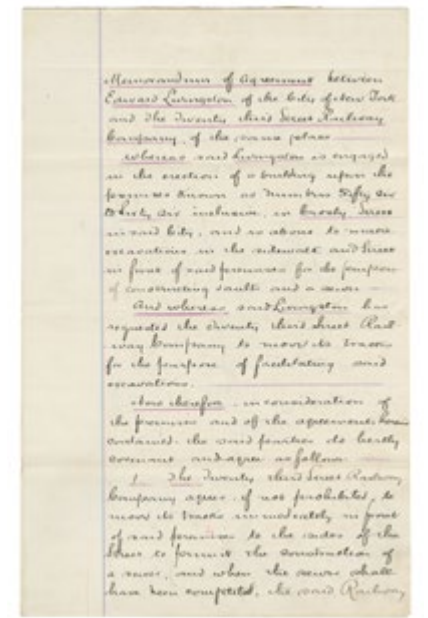 Memorandum of Agreement between
Edward Livingston of the City of New York
and The Twenty third Street Railway
Company, of the same place
Whereas said Livingston is engaged
in the erection of a building upon the
premises known as numbers Fifty six
to Sixty six inclusive, in Street
in said City, and is about to make
excavations in the sidewalk and Street
in front of said premises for the purpose
of constructing vaults and a sewer
And whereas said Livingston has
requested the Twenty third Street Rail-
way Company to move its tracks
for the purpose of facilitating said
excavations.
Now therefor, in consideration of
the premises and of the agreements herein
contained the said parties do hereby
covenant and agree as follows
1 The Twenty third Street Railway
Company agrees, if not prohibited, to
move its tracks immediately in front
of said premises to the sides of the
Street to permit the construction of
a sewer, and when the sewer shall
have been completed, the said Railway